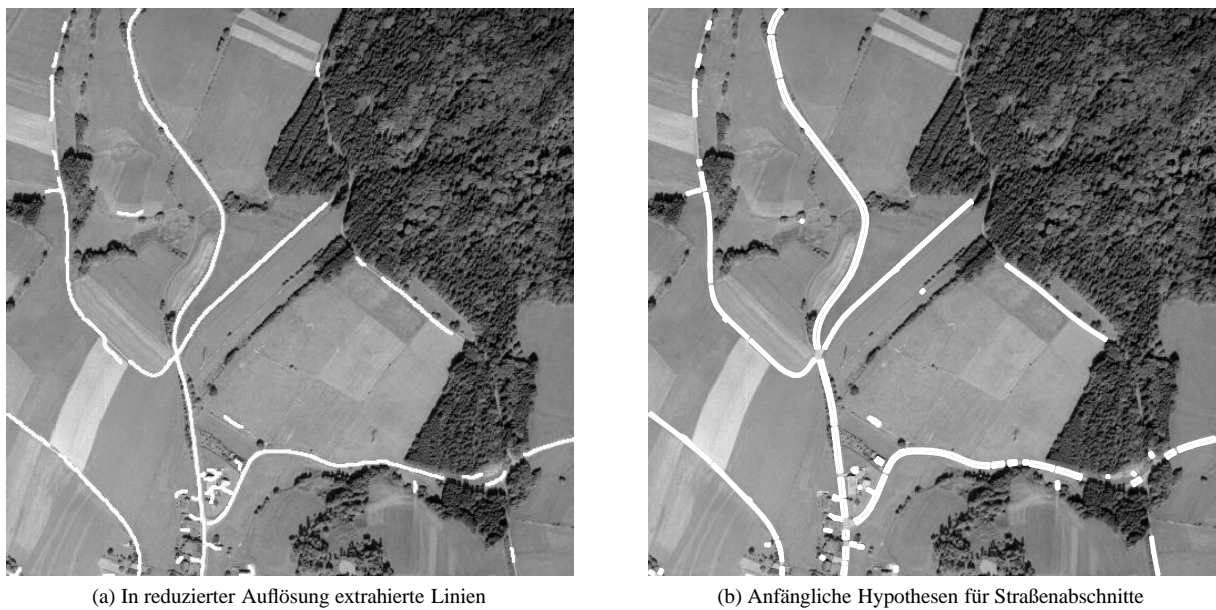 (a) In reduzierter Auflösung extrahierte Linien
(b) Anfängliche Hypothesen für Straßenabschnitte